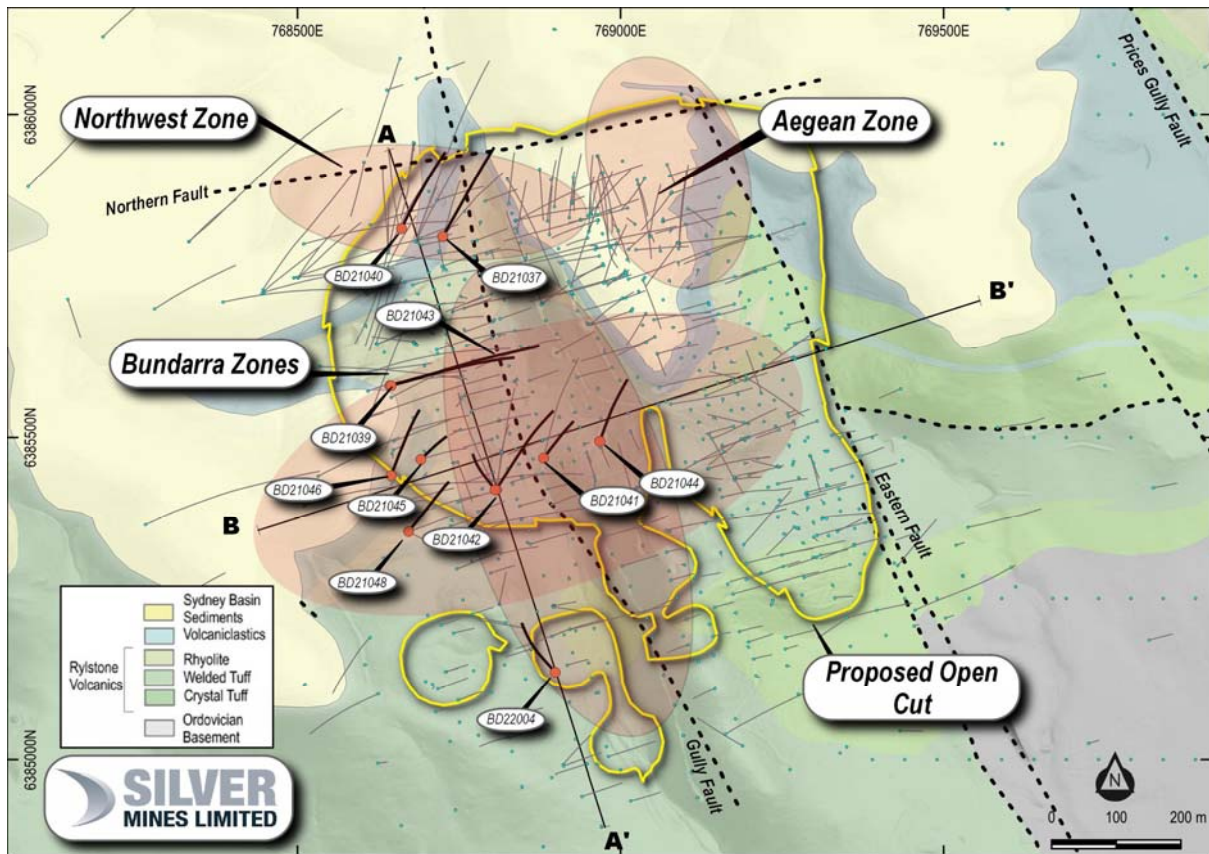 768500E
769000E
769500E
6386000N
6385500N
6385000N
Prices Gully Fault
Northwest Zone
A
Aegean Zone
Northern Fault
BD21040
BD21037
BD21043
B'
Bundarra Zones
BD21039
BD21046
BD21045
BD21041
BD21044
B
BD21042
BD21048
Eastern Fault
Sydney Basin
Sediments
Volcaniclastics
Rylstone
Volcanics
Rhyolite
Welded Tuff
Crystal Tuff
Ordovician
Basement
Proposed Open
Cut
BD22004
Gully Fault
SILVER
MINES LIMITED
A'
N
0 100 200 m